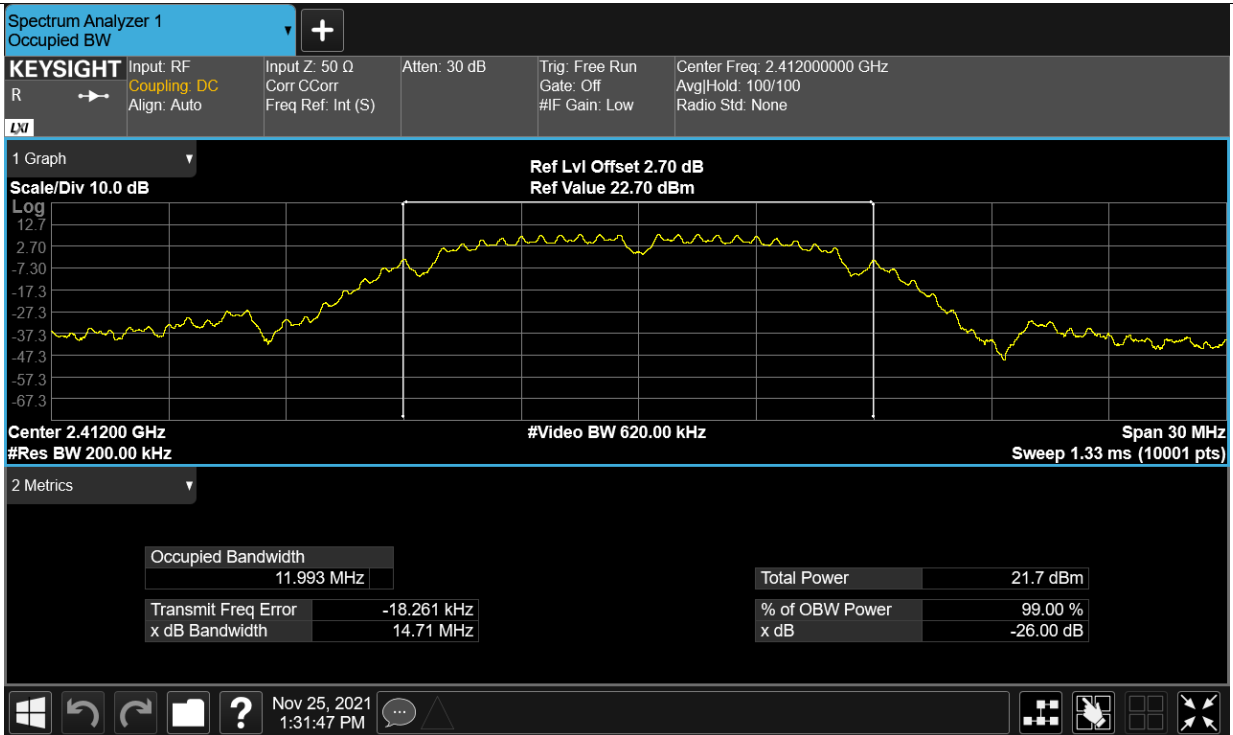 Spectrum Analyzer 1
Occupied BW
KEYSIGHT
R
LXI
Input: RF
Coupling: DC
Align: Auto
Input Z: 50 Ω
Corr CCorr
Freq Ref: Int (S)
Atten: 30 dB
Trig: Free Run
Gate: Off
#IF Gain: Low
Center Freq: 2.412000000 GHz
Avg|Hold: 100/100
Radio Std: None
1 Graph
Scale/Div 10.0 dB
Ref Lvl Offset 2.70 dB
Ref Value 22.70 dBm
Log
12.7
2.70
-7.30
-17.3
-27.3
-37.3
-47.3
-57.3
-67.3
Center 2.41200 GHz
#Video BW 620.00 kHz
Span 30 MHz
#Res BW 200.00 kHz
Sweep 1.33 ms (10001 pts)
2 Metrics
Occupied Bandwidth
11.993 MHz
Total Power 21.7 dBm
Transmit Freq Error -18.261 kHz
% of OBW Power 99.00 %
x dB Bandwidth 14.71 MHz
x dB -26.00 dB
?
Nov 25, 2021
1:31:47 PM